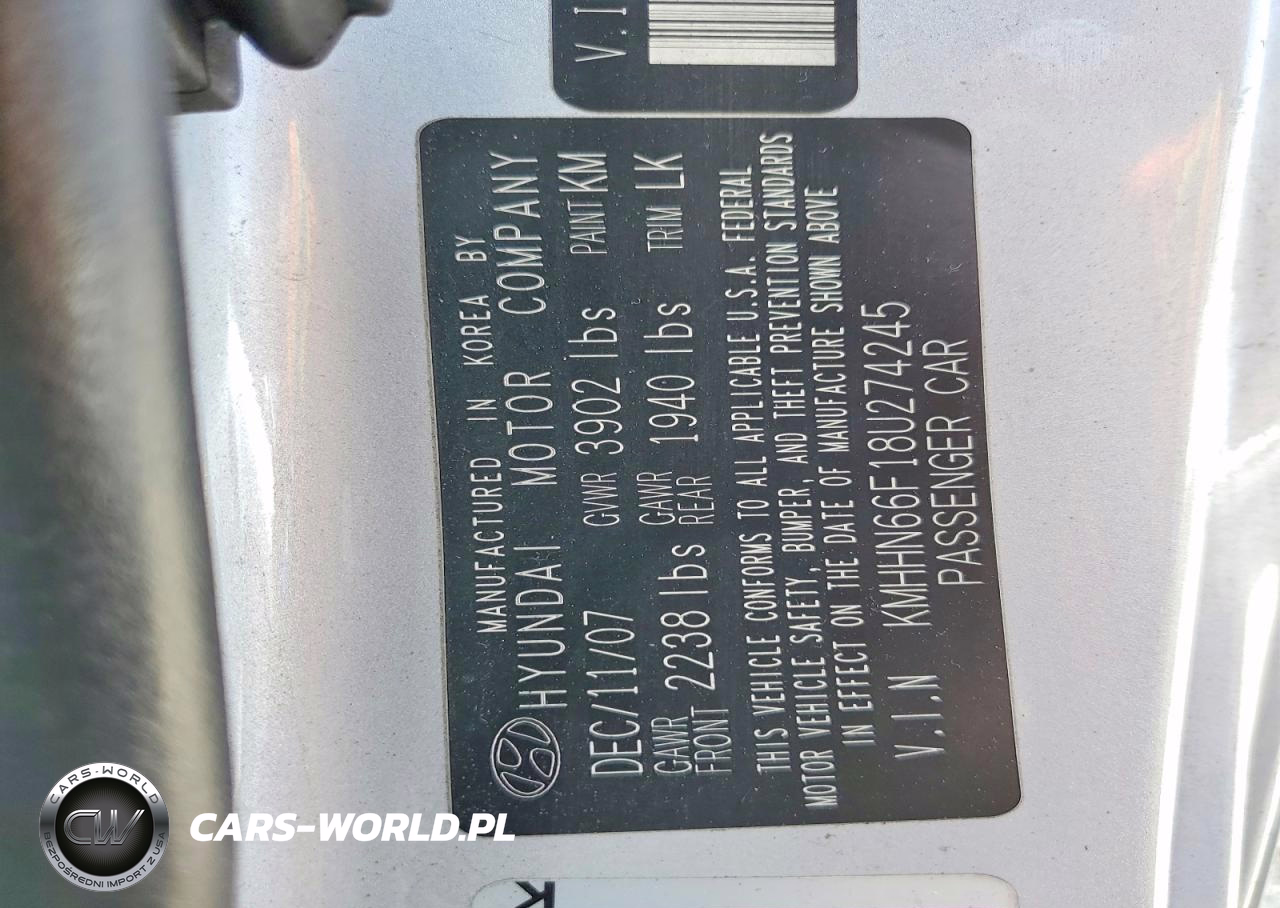 V.I
MANUFACTURED IN KOREA BY
HYUNDAI MOTOR COMPANY
DEC/11/07 GVWR 3902 lbs PAINT KM
GAWR FRONT 2238 lbs GAWR REAR 1940 lbs TRIM LK
THIS VEHICLE CONFORMS TO ALL APPLICABLE U.S.A. FEDERAL
MOTOR VEHICLE SAFETY, BUMPER, AND THEFT PREVENTION STANDARDS
IN EFFECT ON THE DATE OF MANUFACTURE SHOWN ABOVE
V.I.N KMHHN66F18U274245
PASSENGER CAR
CARS-WORLD
CW
BEZPOŚREDNI IMPORT Z USA
CARS-WORLD.PL